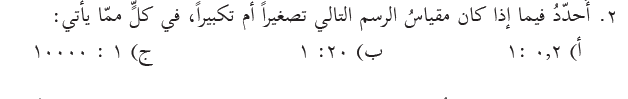 ٢. أحدّدُ فيما إذا كان مقياسُ الرسم التالي تصغيراً أم تكبيراً، في كلٍّ ممّا يأتي:
أ) ٠,٢ :١ ب) ٢٠: ١ ج) ١ : ١٠٠٠٠